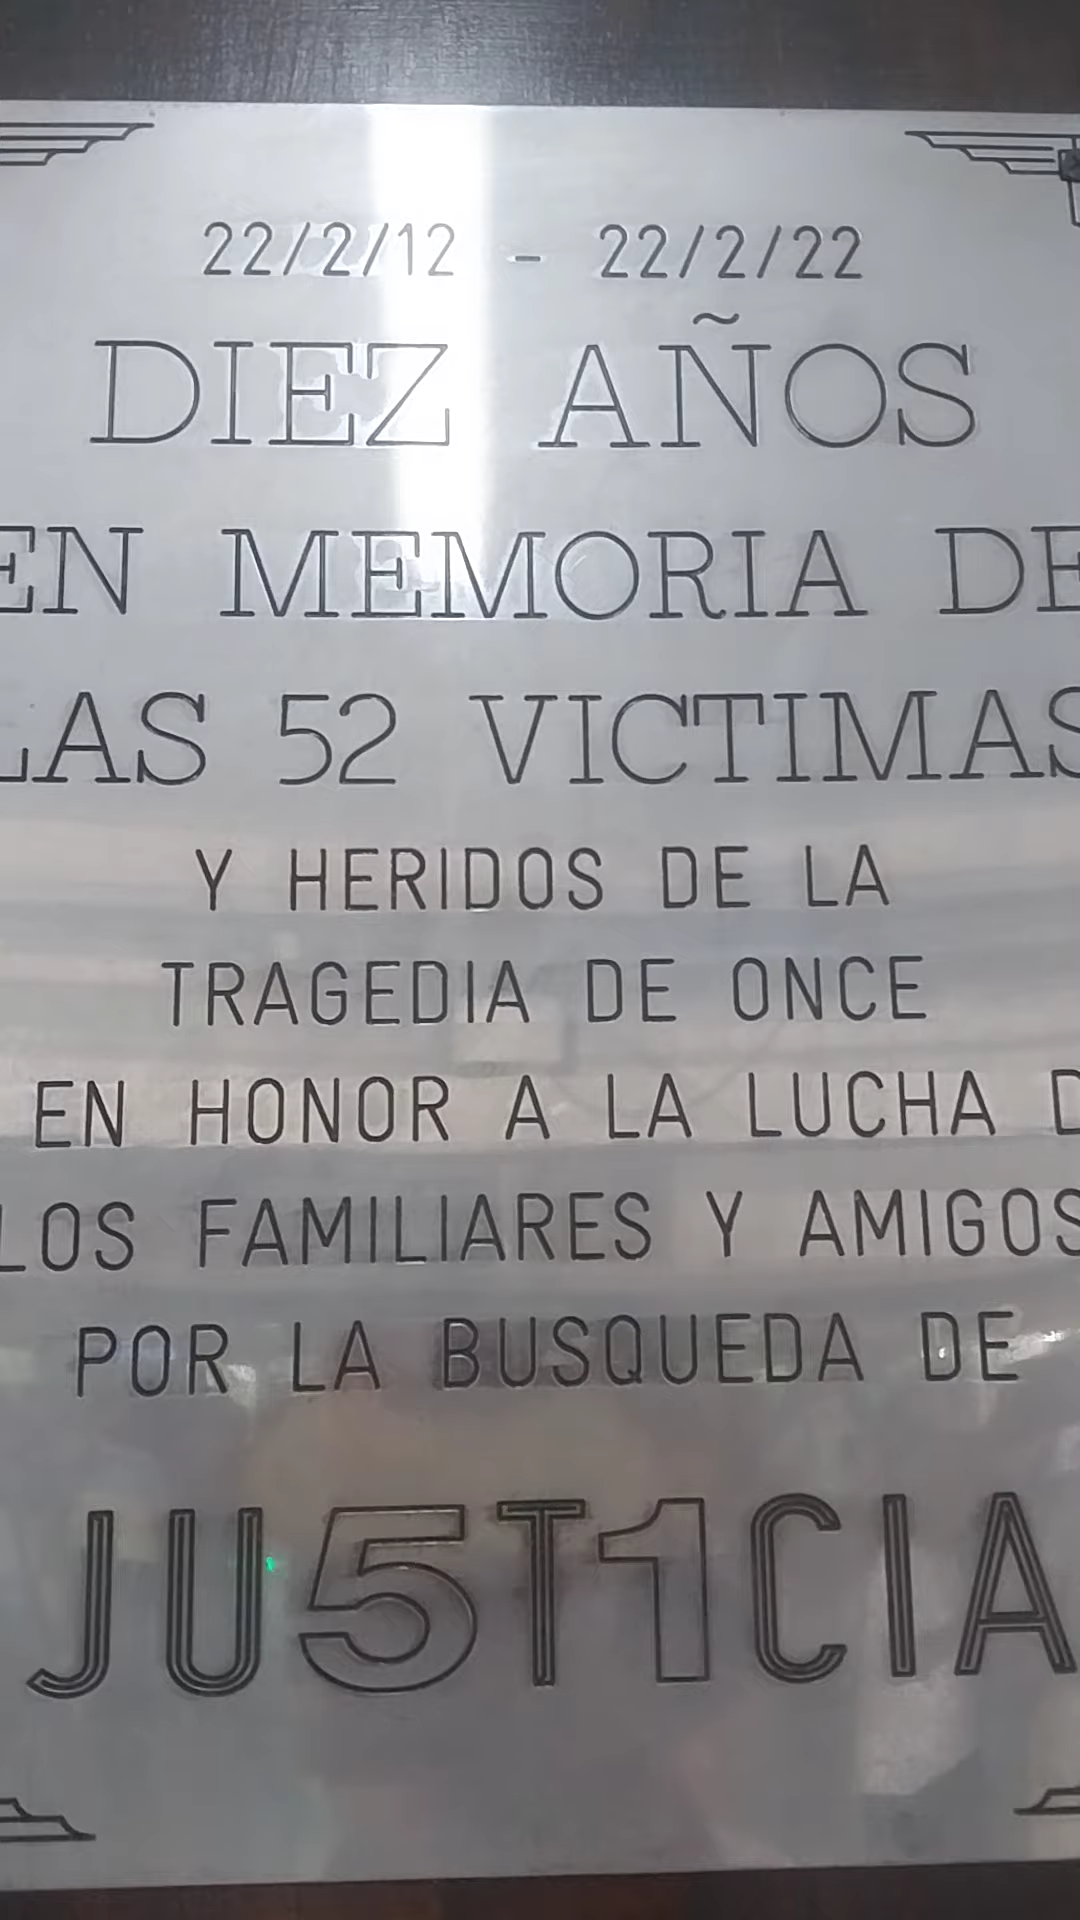 22/2/12 - 22/2/22
DIEZ AÑOS
EN MEMORIA DE
LAS 52 VICTIMAS
Y HERIDOS DE LA
TRAGEDIA DE ONCE
EN HONOR A LA LUCHA D
LOS FAMILIARES Y AMIGOS
POR LA BUSQUEDA DE
JU5T1CIA